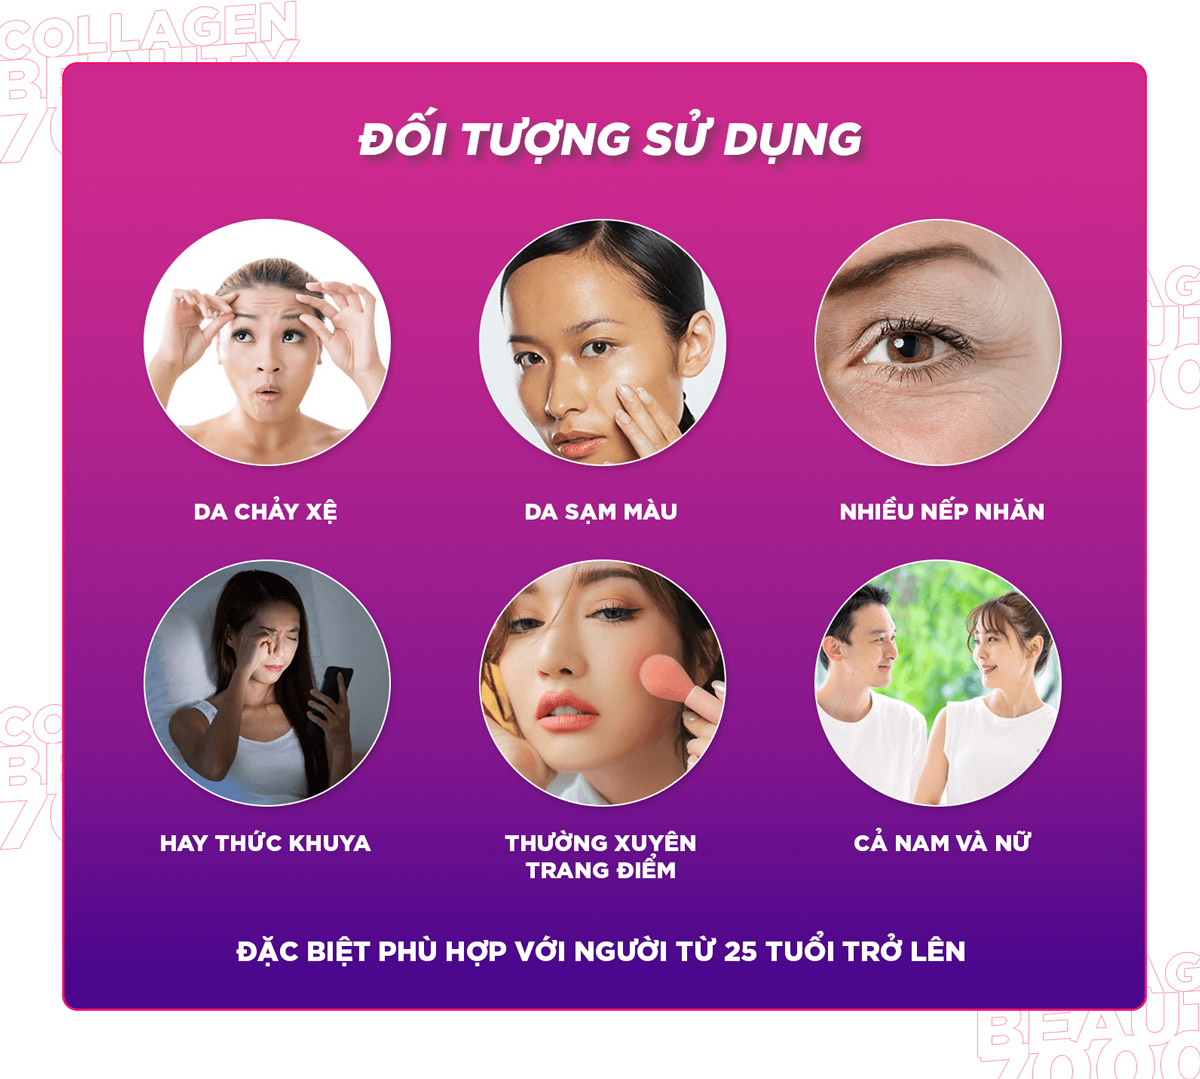 COLLAGEN
BEAUTY
ĐỐI TƯỢNG SỬ DỤNG
DA CHẢY XỆ
DA SẠM MÀU
NHIỀU NẾP NHĂN
HAY THỨC KHUYA
THƯỜNG XUYÊN
TRANG ĐIỂM
CẢ NAM VÀ NỮ
ĐẶC BIỆT PHÙ HỢP VỚI NGƯỜI TỪ 25 TUỔI TRỞ LÊN
BEAUT
7000